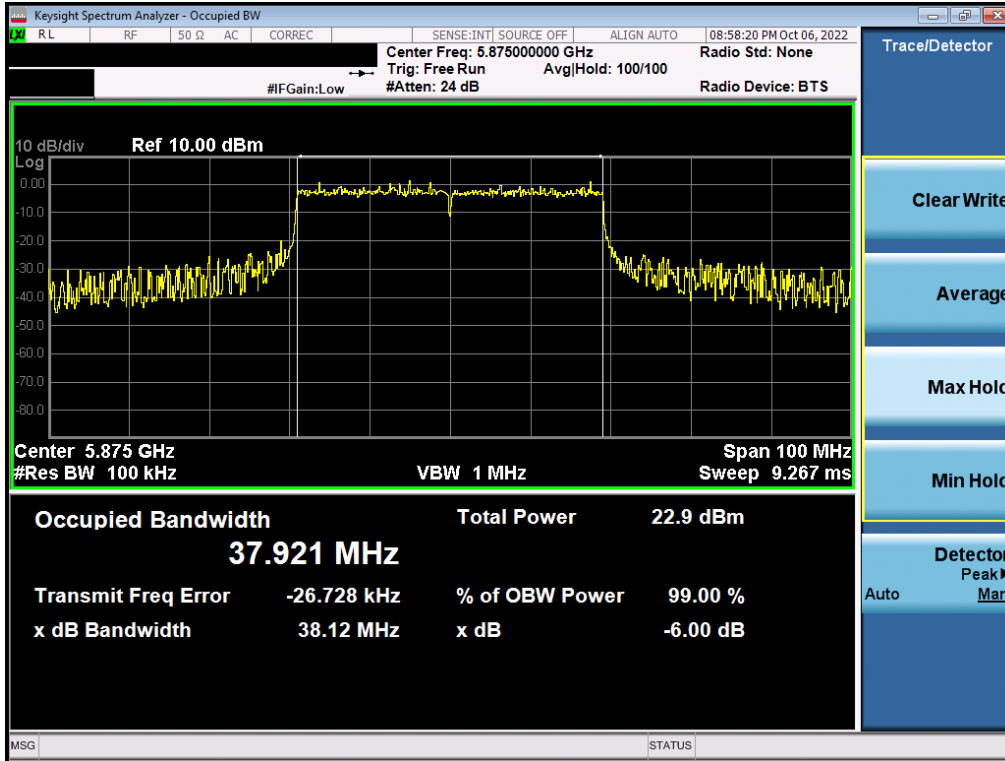 Keysight Spectrum Analyzer - Occupied BW
LXI RL RF 50 Ω AC CORREC SENSE:INT SOURCE OFF ALIGN AUTO 08:58:20 PM Oct 06, 2022
Center Freq: 5.875000000 GHz Radio Std: None
Trig: Free Run Avg|Hold: 100/100
#IFGain:Low #Atten: 24 dB Radio Device: BTS
Trace/Detector
10 dB/div Ref 10.00 dBm
Log
0.00
-10.0
-20.0
-30.0
-40.0
-50.0
-60.0
-70.0
-80.0
Center 5.875 GHz Span 100 MHz
#Res BW 100 kHz VBW 1 MHz Sweep 9.267 ms
Occupied Bandwidth Total Power 22.9 dBm
37.921 MHz
Transmit Freq Error -26.728 kHz % of OBW Power 99.00 %
x dB Bandwidth 38.12 MHz x dB -6.00 dB
Clear Write
Average
Max Hold
Min Hold
Detector
Peak▶
Auto Man
MSG STATUS